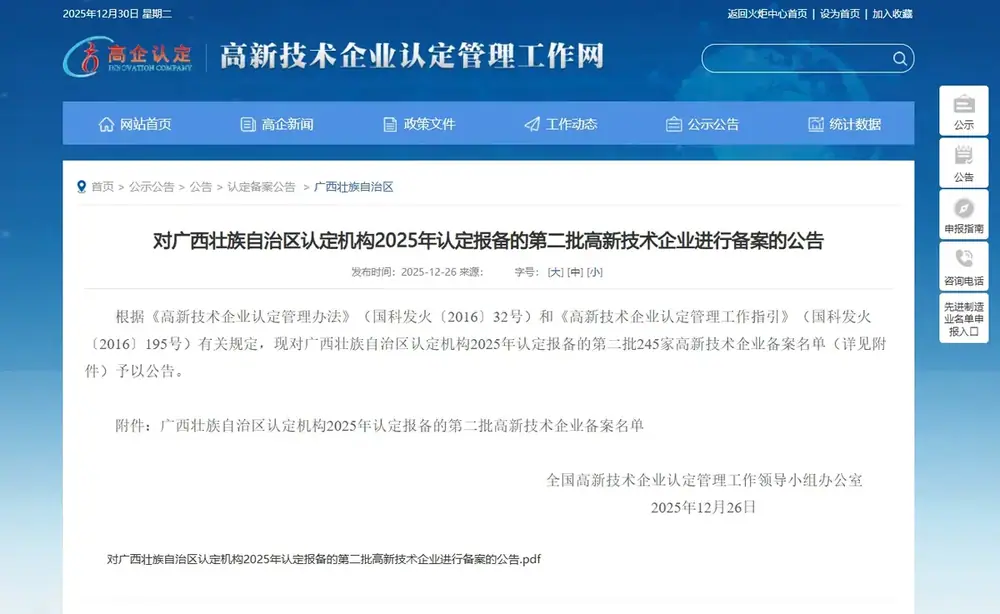 2025年12月30日 星期二
返回火炬中心首页 | 设为首页 | 加入收藏
高企认定
INNOVATION COMPANY
高新技术企业认定管理工作网
网站首页 高企新闻 政策文件 工作动态 公示公告 统计数据
首页 > 公示公告 > 公告 > 认定备案公告 > 广西壮族自治区
对广西壮族自治区认定机构2025年认定报备的第二批高新技术企业进行备案的公告
发布时间：2025-12-26 来源： 字号： [大] [中] [小]
根据《高新技术企业认定管理办法》（国科发火〔2016〕32号）和《高新技术企业认定管理工作指引》（国科发火
〔2016〕195号）有关规定，现对广西壮族自治区认定机构2025年认定报备的第二批245家高新技术企业备案名单（详见附
件）予以公告。
附件：广西壮族自治区认定机构2025年认定报备的第二批高新技术企业备案名单
全国高新技术企业认定管理工作领导小组办公室
2025年12月26日
对广西壮族自治区认定机构2025年认定报备的第二批高新技术企业进行备案的公告.pdf
公示
公告
申报指南
咨询电话
先进制造
业名单申
报入口